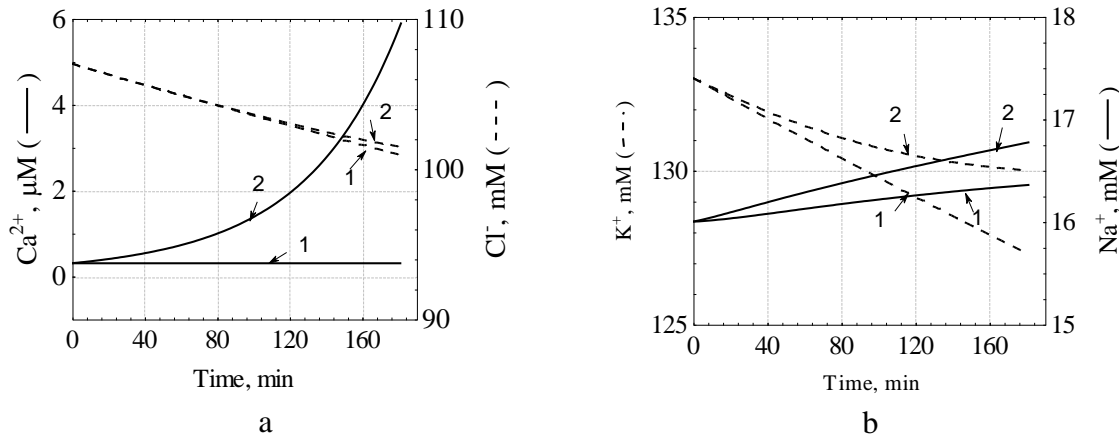 6
4
2
0
110
100
90
0 40 80 120 160
Ca²⁺, μM (
)
Cl⁻, mM (
)
2
2
1
1
Time, min
a
135
130
125
18
17
16
15
0 40 80 120 160
K⁺, mM (
)
Na⁺, mM (
)
2
2
1
1
Time, min
b